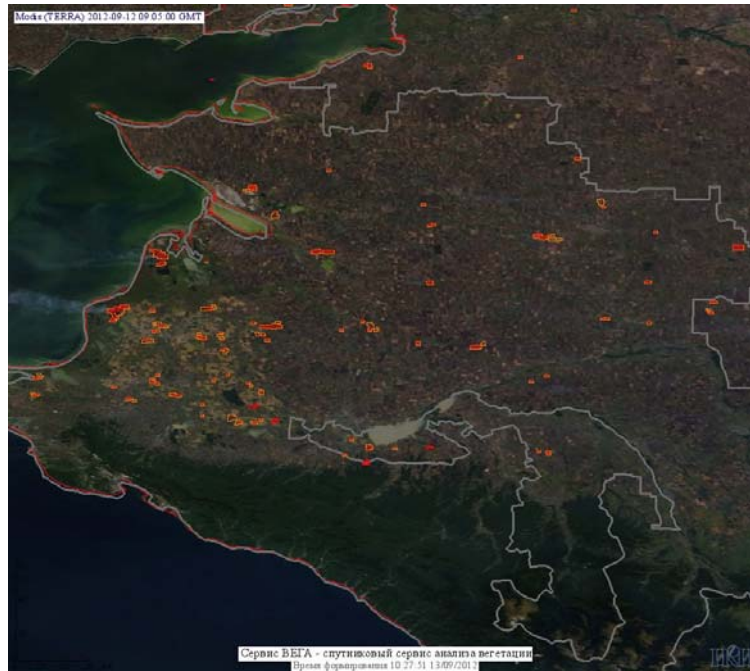 Modis (TERRA) 2012-09-12 09:05:00 GMT
Сервис ВЕГА - спутниковый сервис анализа вегетации
Время формирования 10:27:51 13/09/2012